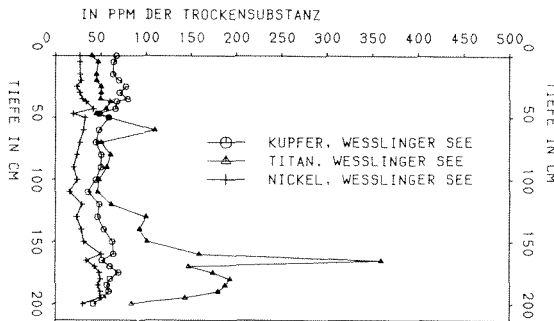 IN PPM DER TROCKENSUBSTANZ
0 50 100 150 200 250 300 350 400 450 500
0 50 100 150 200
TIEFE IN CM
KUPFER, WESSLINGER SEE
TITAN, WESSLINGER SEE
NICKEL, WESSLINGER SEE
0 50 100 150 200
TIEFE IN CM